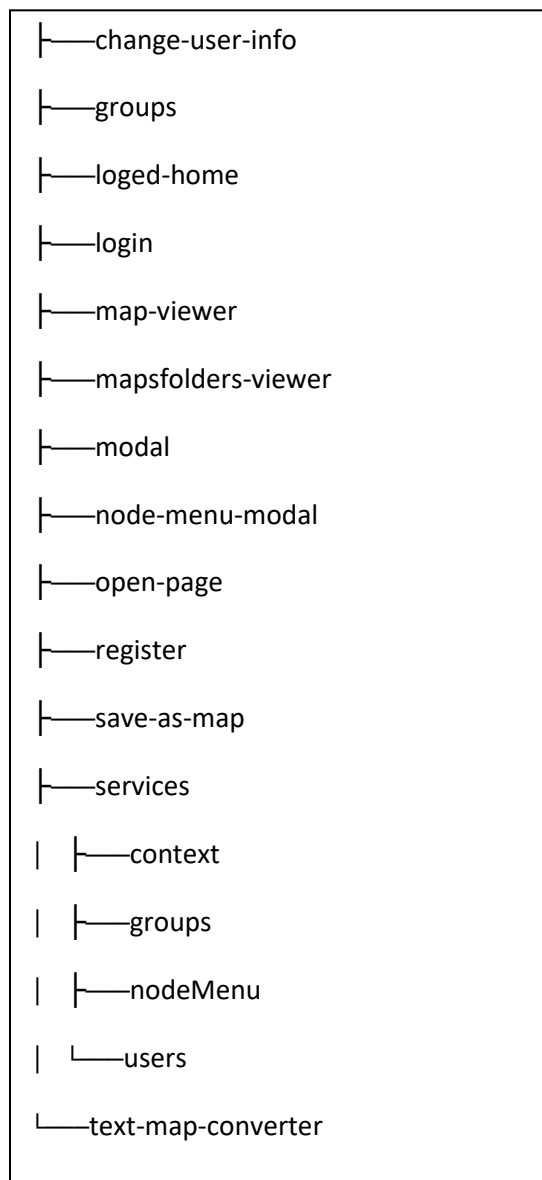 ├───change-user-info
├───groups
├───loged-home
├───login
├───map-viewer
├───mapsfolders-viewer
├───modal
├───node-menu-modal
├───open-page
├───register
├───save-as-map
├───services
│   ├───context
│   ├───groups
│   ├───nodeMenu
│   └───users
└───text-map-converter